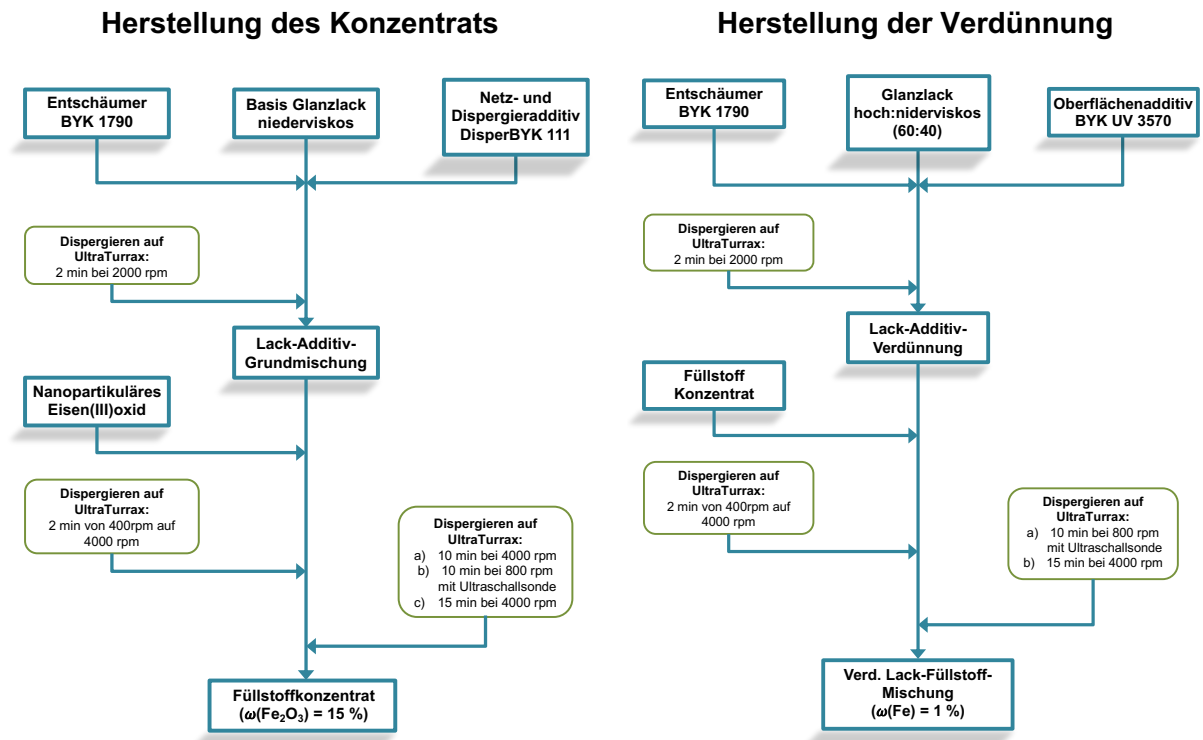 Herstellung des Konzentrats
Entschäumer
BYK 1790
Basis Glanzlack
niederviskos
Netz- und
Dispergieradditiv
DisperBYK 111
Dispergieren auf
UltraTurrax:
2 min bei 2000 rpm
Lack-Additiv-
Grundmischung
Nanopartikuläres
Eisen(III)oxid
Dispergieren auf
UltraTurrax:
2 min von 400rpm auf
4000 rpm
Dispergieren auf
UltraTurrax:
a) 10 min bei 4000 rpm
b) 10 min bei 800 rpm
mit Ultraschallsonde
c) 15 min bei 4000 rpm
Füllstoffkonzentrat
(ω(Fe₂O₃) = 15 %)
Herstellung der Verdünnung
Entschäumer
BYK 1790
Glanzlack
hoch:niderviskos
(60:40)
Oberflächenadditiv
BYK UV 3570
Dispergieren auf
UltraTurrax:
2 min bei 2000 rpm
Lack-Additiv-
Verdünnung
Füllstoff
Konzentrat
Dispergieren auf
UltraTurrax:
2 min von 400rpm auf
4000 rpm
Dispergieren auf
UltraTurrax:
a) 10 min bei 800 rpm
mit Ultraschallsonde
b) 15 min bei 4000 rpm
Verd. Lack-Füllstoff-
Mischung
(ω(Fe) = 1 %)